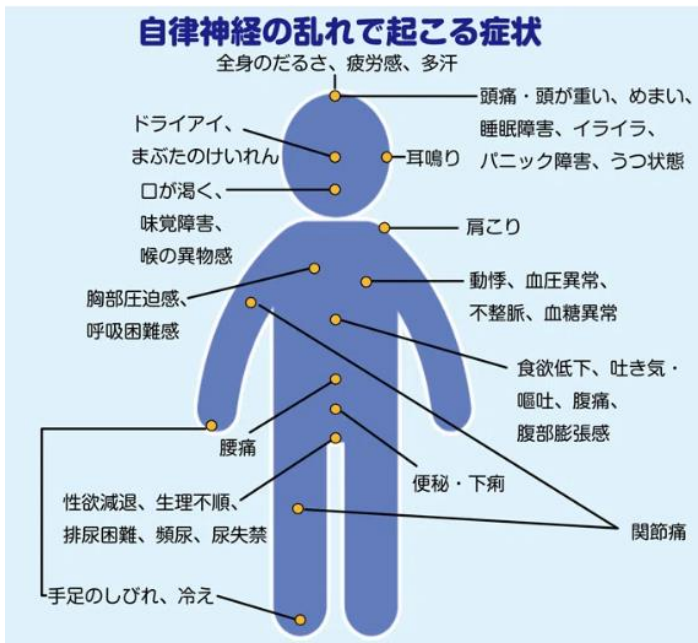 自律神経の乱れで起こる症状
全身のだるさ、疲労感、多汗
頭痛・頭が重い、めまい、
睡眠障害、イライラ、
パニック障害、うつ状態
ドライアイ、
まぶたのけいれん
耳鳴り
口が渇く、
味覚障害、
喉の異物感
肩こり
胸部圧迫感、
呼吸困難感
動悸、血圧異常、
不整脈、血糖異常
食欲低下、吐き気・
嘔吐、腹痛、
腹部膨張感
腰痛
便秘・下痢
性欲減退、生理不順、
排尿困難、頻尿、尿失禁
関節痛
手足のしびれ、冷え